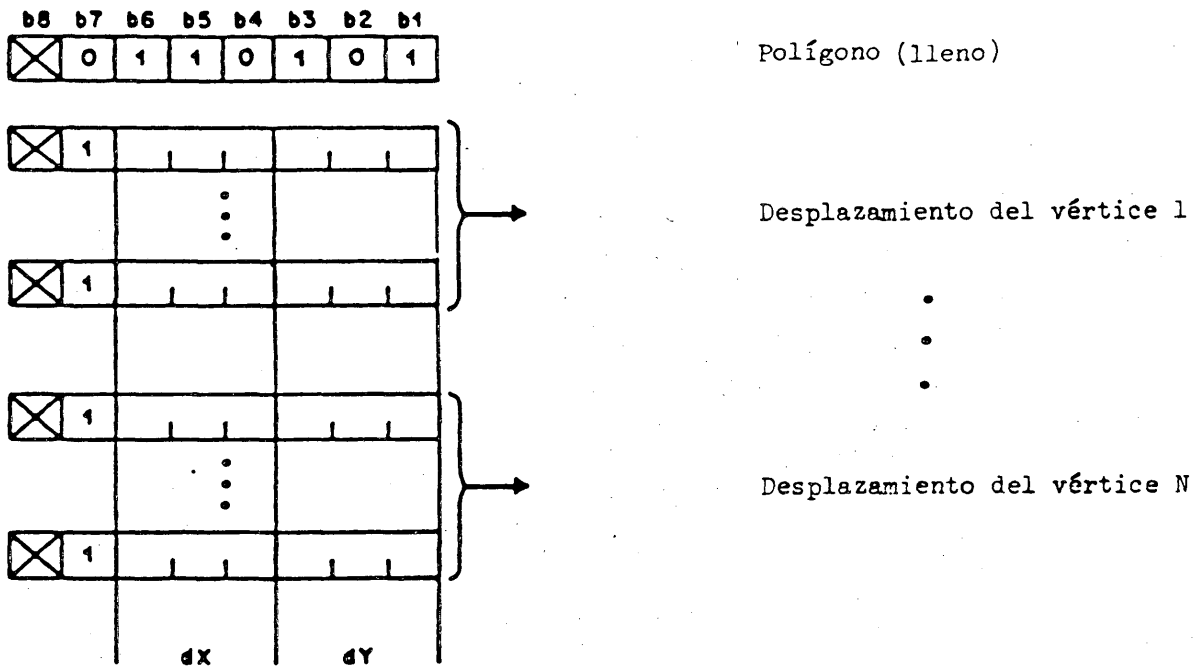 b8 b7 b6 b5 b4 b3 b2 b1
0 1 1 0 1 0 1
Polígono (lleno)
1
Desplazamiento del vértice 1
1
1
Desplazamiento del vértice N
1
dX dY